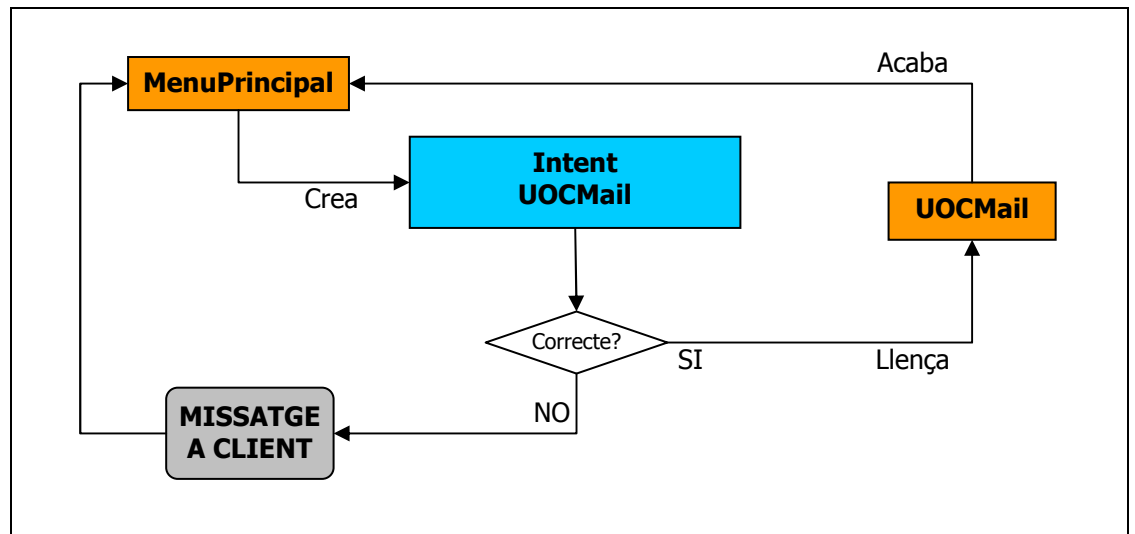 Acaba
MenuPrincipal
Intent
UOCMail
Crea
UOCMail
Correcte?
SI
Llença
NO
MISSATGE
A CLIENT